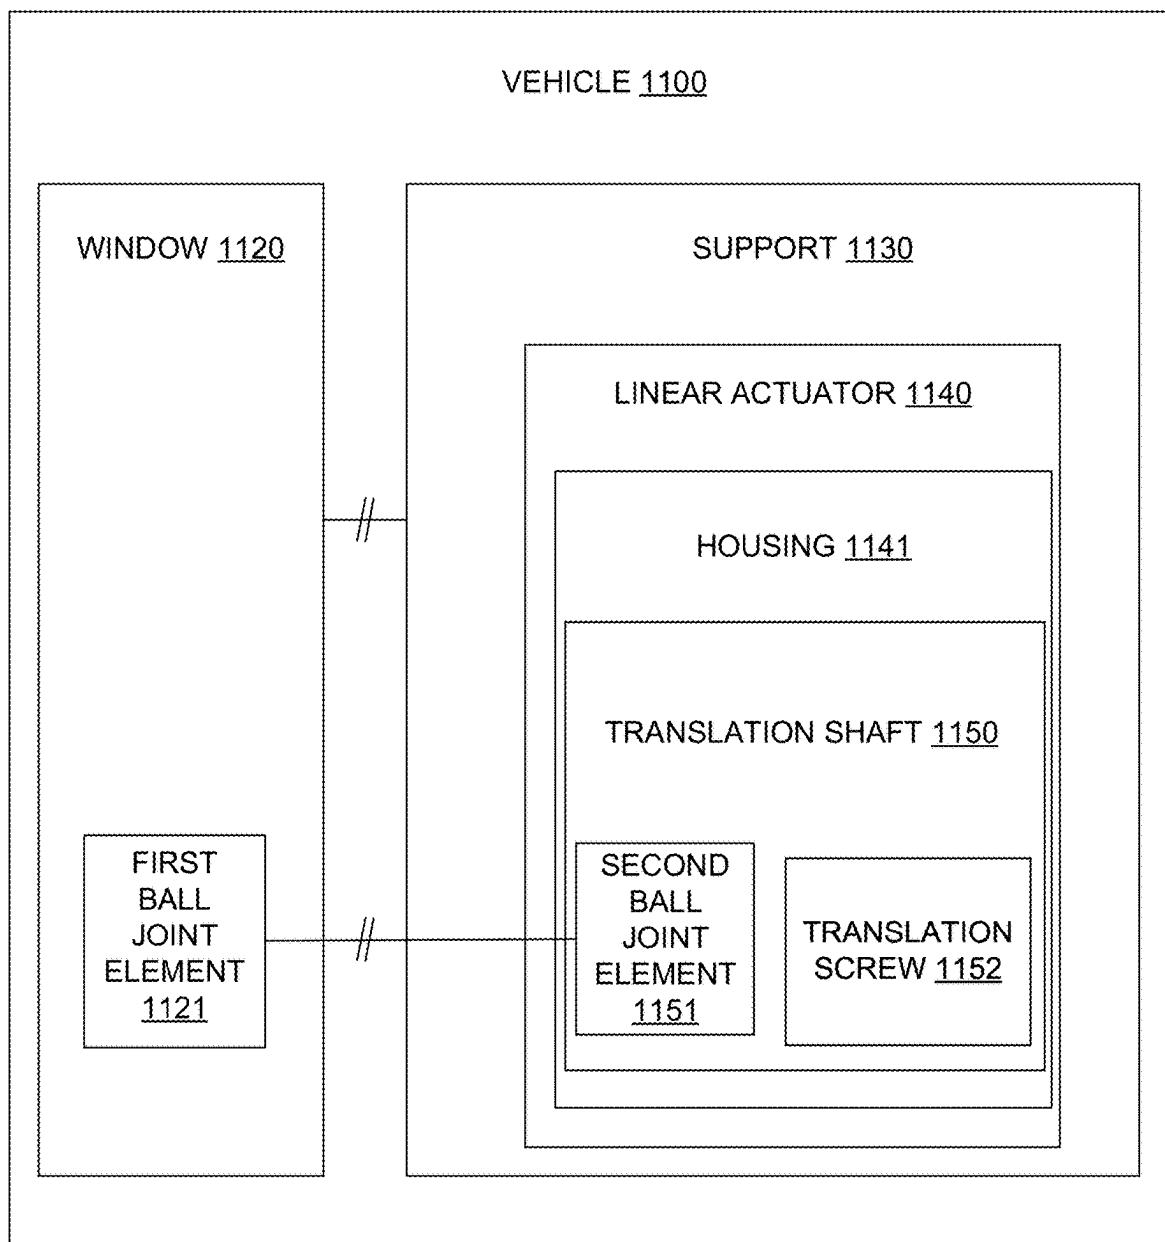 VEHICLE 1100
WINDOW 1120
SUPPORT 1130
LINEAR ACTUATOR 1140
HOUSING 1141
TRANSLATION SHAFT 1150
FIRST
BALL
JOINT
ELEMENT
1121
SECOND
BALL
JOINT
ELEMENT
1151
TRANSLATION
SCREW 1152